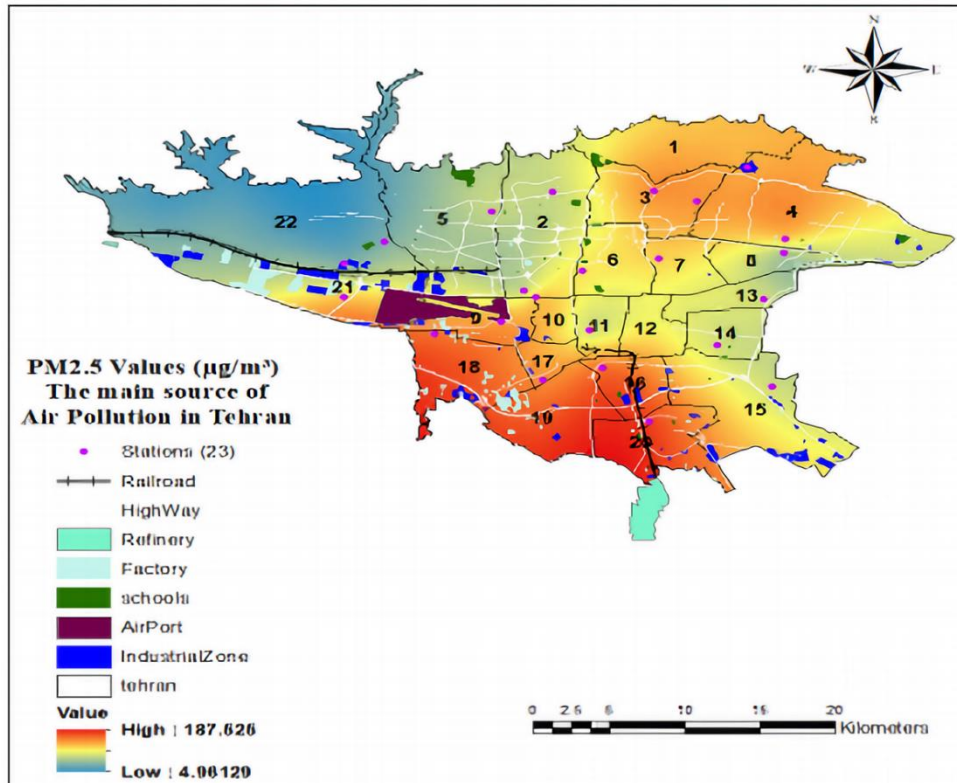 N
W E
S
1
3
4
22
5
2
6
7
8
21
13
9
10
11
12
14
18
17
16
15
19
20
PM2.5 Values (µg/m³)
The main source of
Air Pollution in Tehran
Stations (23)
Railroad
HighWay
Refinery
Factory
schools
AirPort
IndustrialZone
tehran
Value
High : 187.626
Low : 4.06120
0 2.5 5 10 15 20
Kilometers